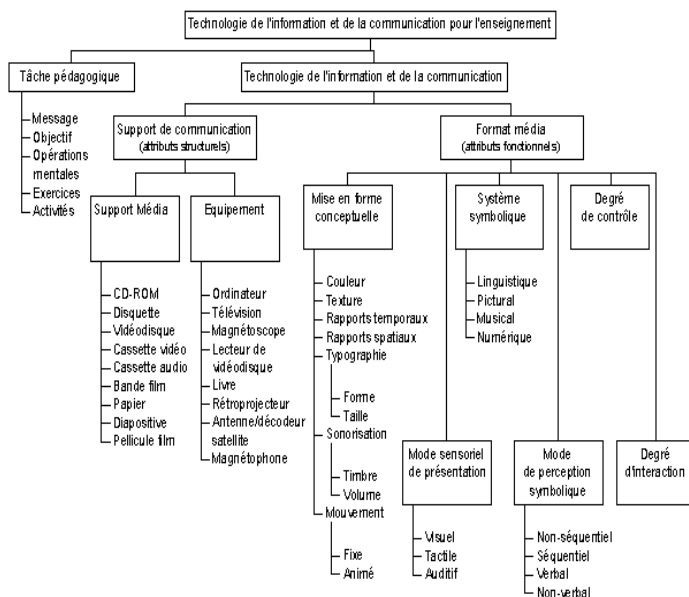 Technologie de l'information et de la communication pour l'enseignement
Tâche pédagogique
Message
Objectif
Opérations
mentales
Exercices
Activités
Technologie de l'information et de la communication
Support de communication
(attributs structurels)
Support Média
CD-ROM
Disquette
Vidéodisque
Cassette vidéo
Cassette audio
Bande film
Papier
Diapositive
Pellicule film
Equipement
Ordinateur
Télévision
Magnétoscope
Lecteur de
vidéodisque
Livre
Rétroprojecteur
Antenne/décodeur
satellite
Magnétophone
Format média
(attributs fonctionnels)
Mise en forme
conceptuelle
Couleur
Texture
Rapports temporaux
Rapports spatiaux
Typographie
Forme
Taille
Sonorisation
Timbre
Volume
Mouvement
Fixe
Animé
Mode sensoriel
de présentation
Visuel
Tactile
Auditif
Système
symbolique
Linguistique
Pictural
Musical
Numérique
Mode
de perception
symbolique
Non-séquentiel
Séquentiel
Verbal
Non-verbal
Degré
de contrôle
Degré
d'interaction